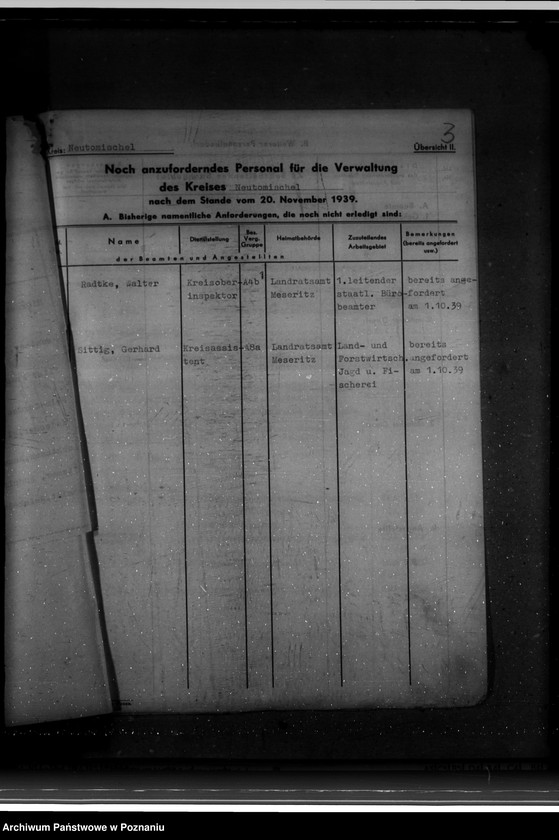 3
Kreis: Neutomischel
Übersicht II.
Noch anzuforderndes Personal für die Verwaltung
des Kreises Neutomischel
nach dem Stande vom 20. November 1939.
A. Bisherige namentliche Anforderungen, die noch nicht erledigt sind:
Name Dienststellung Bes. Verg. Gruppe Heimatbehörde Zuzuteilendes Arbeitsgebiet Bemerkungen (bereits angefordert usw.)
der Beamten und Angestellten
Radtke, Walter Kreisober- A4b1 Landratsamt 1.leitender bereits ange-
inspektor Meseritz staatl. Büro- fordert
beamter am 1.10.39
Sittig, Gerhard Kreisassis- A8a Landratsamt Land- und bereits
tent Meseritz Forstwirtsch. angefordert
Jagd u. Fi- am 1.10.39
scherei
Archiwum Państwowe w Poznaniu